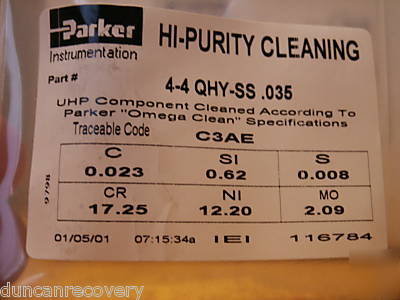 Parker
Instrumentation
HI-PURITY CLEANING
Part #
4-4 QHY-SS .035
UHP Component Cleaned According To
Parker "Omega Clean" Specifications
Traceable Code
C3AE
C SI S
0.023 0.62 0.008
CR NI MO
17.25 12.20 2.09
9798
01/05/01 07:15:34a IEI 116784
duncanrecovery